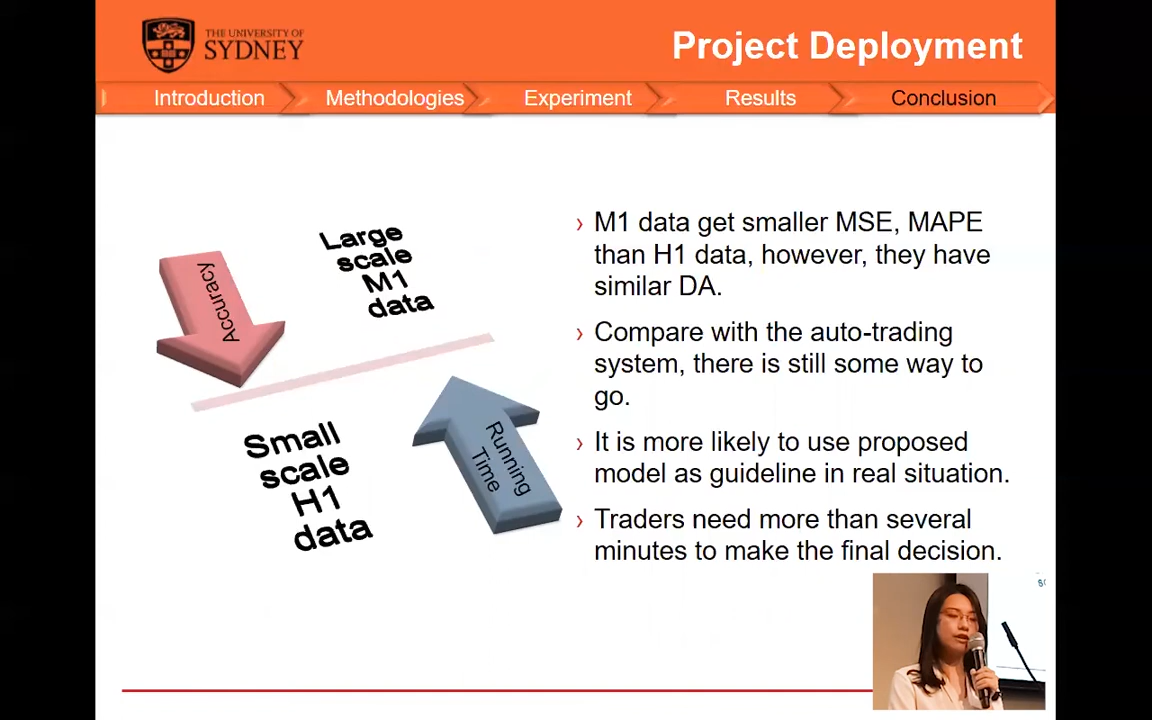 THE UNIVERSITY OF
SYDNEY
Project Deployment
Introduction
Methodologies
Experiment
Results
Conclusion
Accuracy
Large
scale
M1
data
Small
scale
H1
data
Running
Time
› M1 data get smaller MSE, MAPE
than H1 data, however, they have
similar DA.
› Compare with the auto-trading
system, there is still some way to
go.
› It is more likely to use proposed
model as guideline in real situation.
› Traders need more than several
minutes to make the final decision.